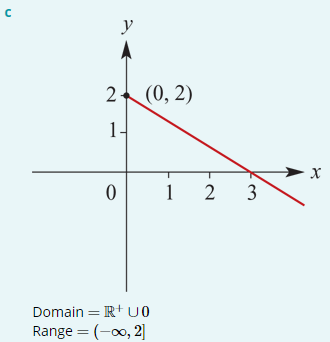 c
y
2
(0, 2)
1
x
0
1
2
3
Domain = ℝ⁺ ∪ 0
Range = (−∞, 2]